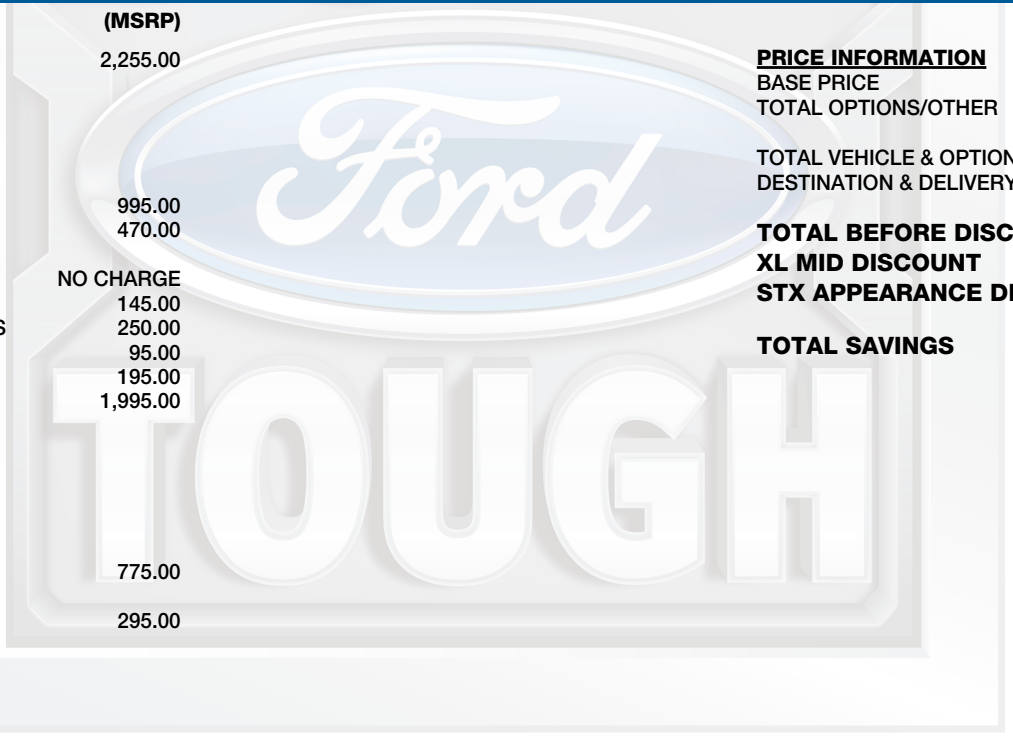 (MSRP)
2,255.00
995.00
470.00
NO CHARGE
145.00
S 250.00
95.00
195.00
1,995.00
775.00
295.00
PRICE INFORMATION
BASE PRICE
TOTAL OPTIONS/OTHER
TOTAL VEHICLE & OPTION
DESTINATION & DELIVERY
TOTAL BEFORE DISC
XL MID DISCOUNT
STX APPEARANCE DI
TOTAL SAVINGS
Ford
TOUGH